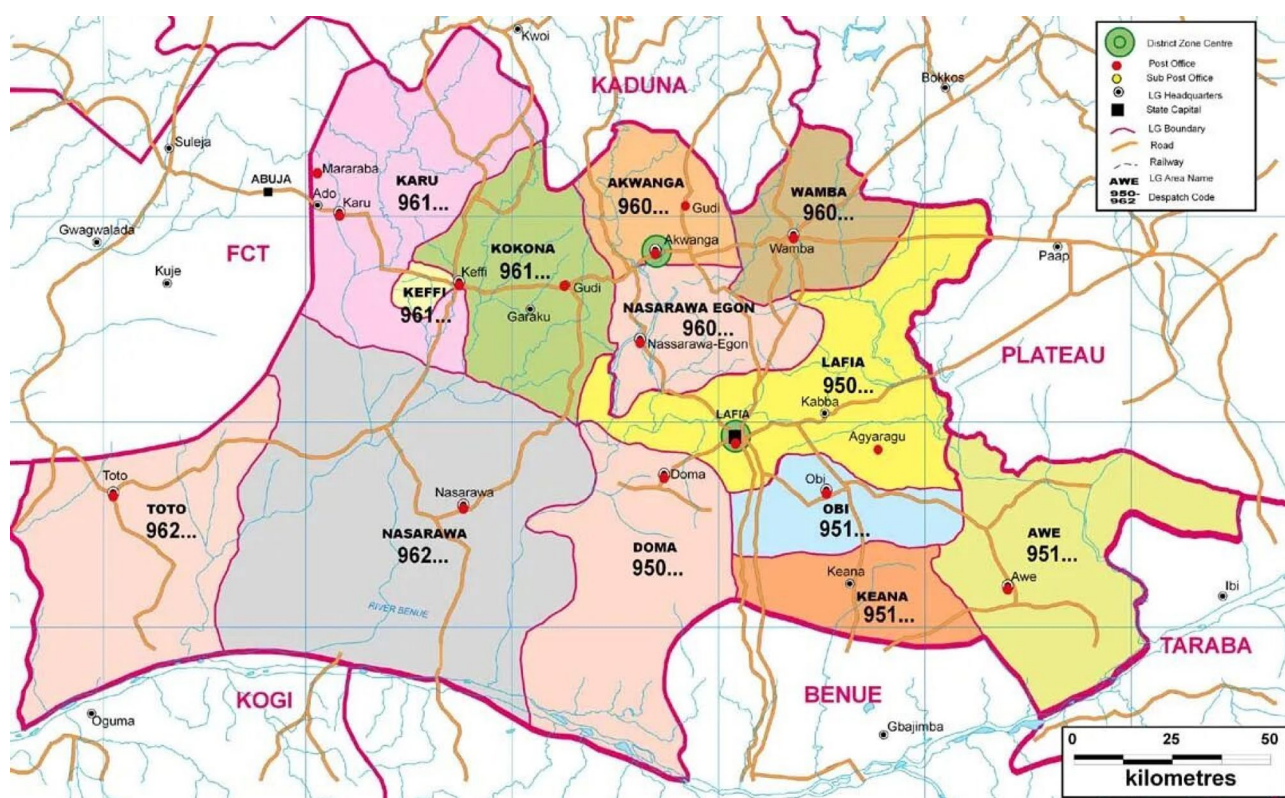 Kwoi
KADUNA
Bokkos
District Zone Centre
Post Office
Sub Post Office
LG Headquarters
State Capital
LG Boundary
Road
Railway
AWE
LG Area Name
950-
962
Despatch Code
Suleja
ABUJA
Mararaba
Ado
Karu
KARU
961...
AKWANGA
960...
Gudi
WAMBA
960...
Gwagwalada
FCT
Kuje
KOKONA
961...
Akwanga
Wamba
Paap
Keffi
KEFFI
961...
Gudi
Garaku
NASARAWA EGON
960...
Nassarawa-Egon
LAFIA
950...
PLATEAU
Kabba
LAFIA
Agyaragu
Toto
TOTO
962...
Nasarawa
NASARAWA
962...
Doma
DOMA
950...
Obi
OBI
951...
AWE
951...
Awe
Keana
KEANA
951...
Ibi
RIVER BENUE
TARABA
KOGI
BENUE
Oguma
Gbajimba
0 25 50
kilometres